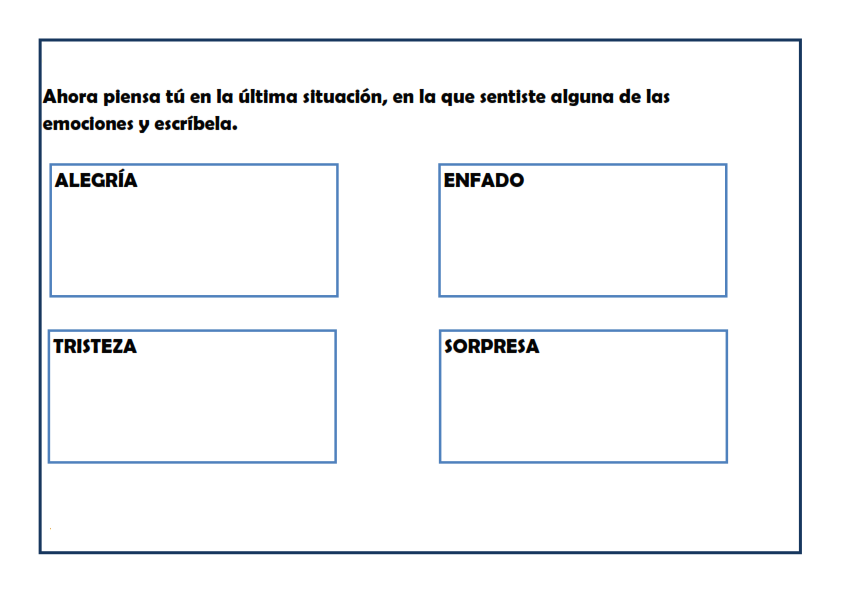 Ahora piensa tú en la última situación, en la que sentiste alguna de las
emociones y escríbela.
ALEGRÍA
ENFADO
TRISTEZA
SORPRESA